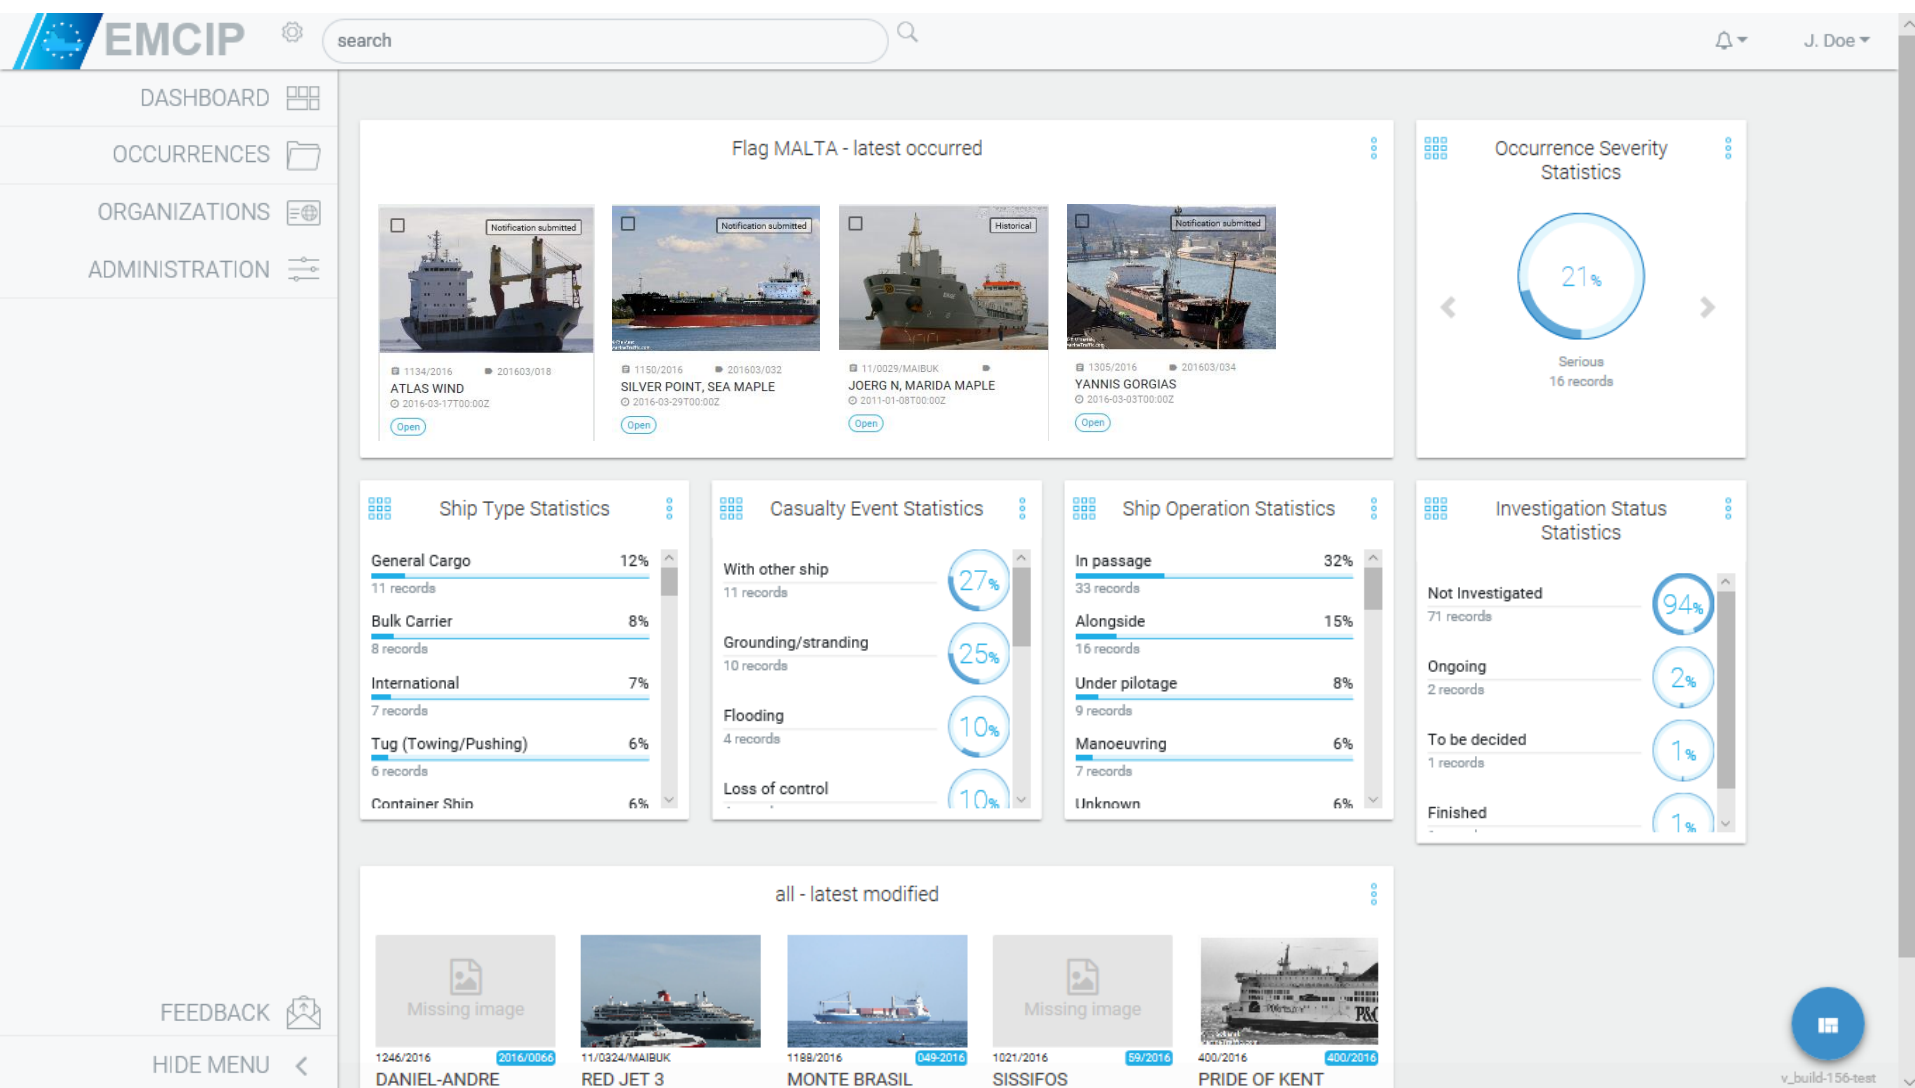 EMCIP
search
J. Doe
DASHBOARD
OCCURRENCES
ORGANIZATIONS
ADMINISTRATION
FEEDBACK
HIDE MENU
Flag MALTA - latest occurred
Notification submitted
1134/2016 201603/018
ATLAS WIND
2016-03-17T00:00Z
Open
Notification submitted
1150/2016 201603/032
SILVER POINT, SEA MAPLE
2016-03-29T00:00Z
Open
Historical
11/0029/MAIBUK
JOERG N, MARIDA MAPLE
2011-01-08T00:00Z
Open
Notification submitted
1305/2016 201603/034
YANNIS GORGIAS
2016-03-03T00:00Z
Open
Occurrence Severity
Statistics
21%
Serious
16 records
Ship Type Statistics
General Cargo 12%
11 records
Bulk Carrier 8%
8 records
International 7%
7 records
Tug (Towing/Pushing) 6%
6 records
Container Ship 6%
Casualty Event Statistics
With other ship 27%
11 records
Grounding/stranding 25%
10 records
Flooding 10%
4 records
Loss of control 10%
Ship Operation Statistics
In passage 32%
33 records
Alongside 15%
16 records
Under pilotage 8%
9 records
Manoeuvring 6%
7 records
Unknown 6%
Investigation Status
Statistics
Not Investigated 94%
71 records
Ongoing 2%
2 records
To be decided 1%
1 records
Finished 1%
all - latest modified
Missing image
1246/2016 2016/0066
DANIEL-ANDRE
11/0324/MAIBUK
RED JET 3
1188/2016 049-2016
MONTE BRASIL
Missing image
1021/2016 59/2016
SISSIFOS
P&O
400/2016 400/2016
PRIDE OF KENT
v_build-156-test